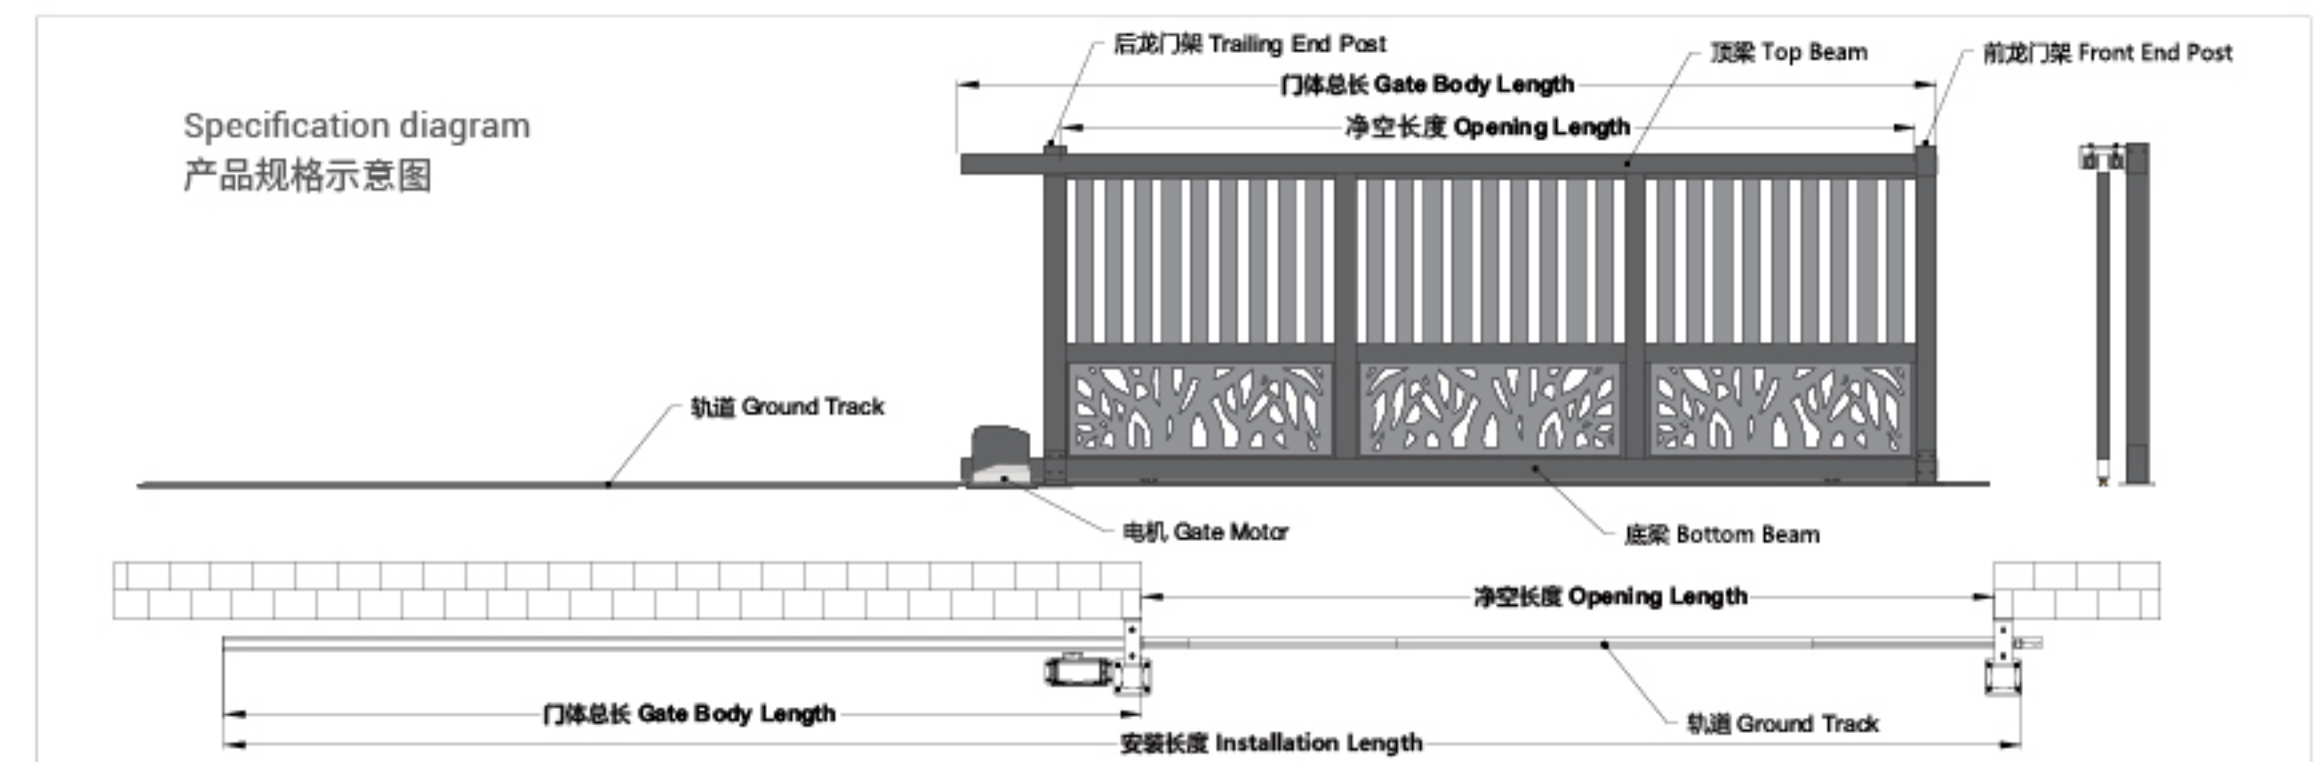 后龙门架 Trailing End Post
顶梁 Top Beam
前龙门架 Front End Post
门体总长 Gate Body Length
净空长度 Opening Length
Specification diagram
产品规格示意图
轨道 Ground Track
电机 Gate Motor
底梁 Bottom Beam
净空长度 Opening Length
门体总长 Gate Body Length
轨道 Ground Track
安装长度 Installation Length